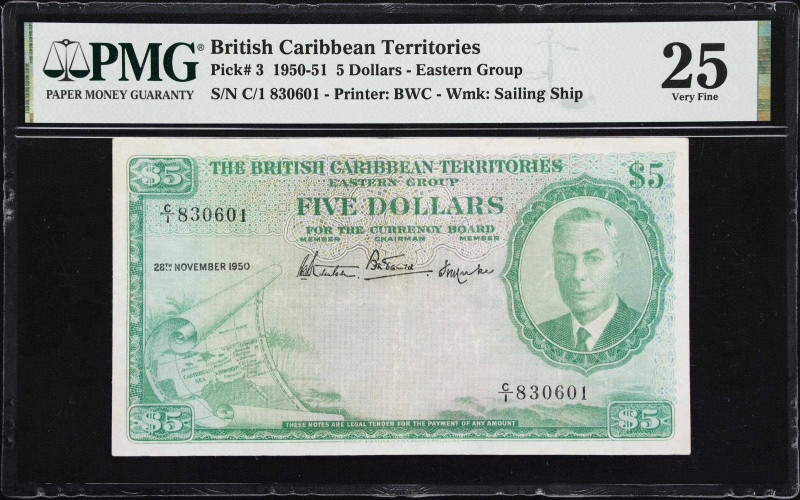 PMG®
PAPER MONEY GUARANTY
British Caribbean Territories
Pick# 3 1950-51 5 Dollars - Eastern Group
S/N C/1 830601 - Printer: BWC - Wmk: Sailing Ship
25
Very Fine
$5
THE BRITISH CARIBBEAN TERRITORIES
EASTERN GROUP
$5
C/1 830601
FIVE DOLLARS
FOR THE CURRENCY BOARD
MEMBER CHAIRMAN MEMBER
28TH NOVEMBER 1950
C/1 830601
$5
THESE NOTES ARE LEGAL TENDER FOR THE PAYMENT OF ANY AMOUNT
$5